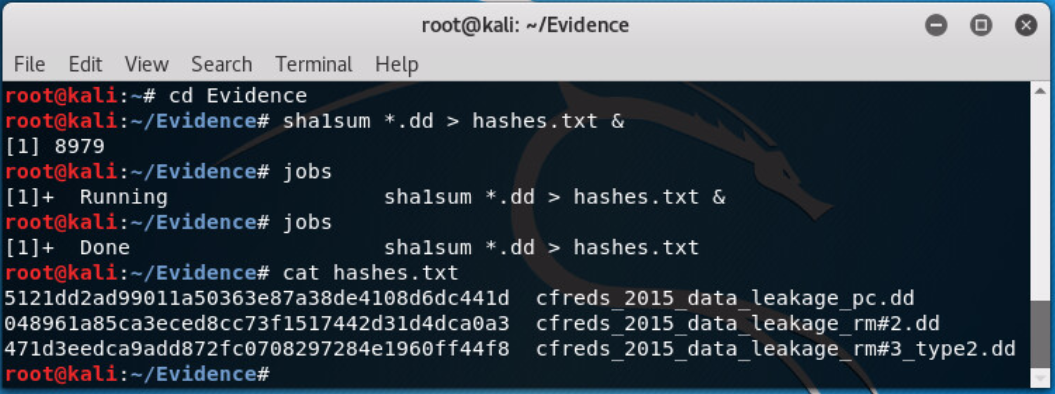 root@kali: ~/Evidence
File Edit View Search Terminal Help
root@kali:~# cd Evidence
root@kali:~/Evidence# sha1sum *.dd > hashes.txt &
[1] 8979
root@kali:~/Evidence# jobs
[1]+  Running                 sha1sum *.dd > hashes.txt &
root@kali:~/Evidence# jobs
[1]+  Done                    sha1sum *.dd > hashes.txt
root@kali:~/Evidence# cat hashes.txt
5121dd2ad99011a50363e87a38de4108d6dc441d  cfreds_2015_data_leakage_pc.dd
048961a85ca3eced8cc73f1517442d31d4dca0a3  cfreds_2015_data_leakage_rm#2.dd
471d3eedca9add872fc0708297284e1960ff44f8  cfreds_2015_data_leakage_rm#3_type2.dd
root@kali:~/Evidence#